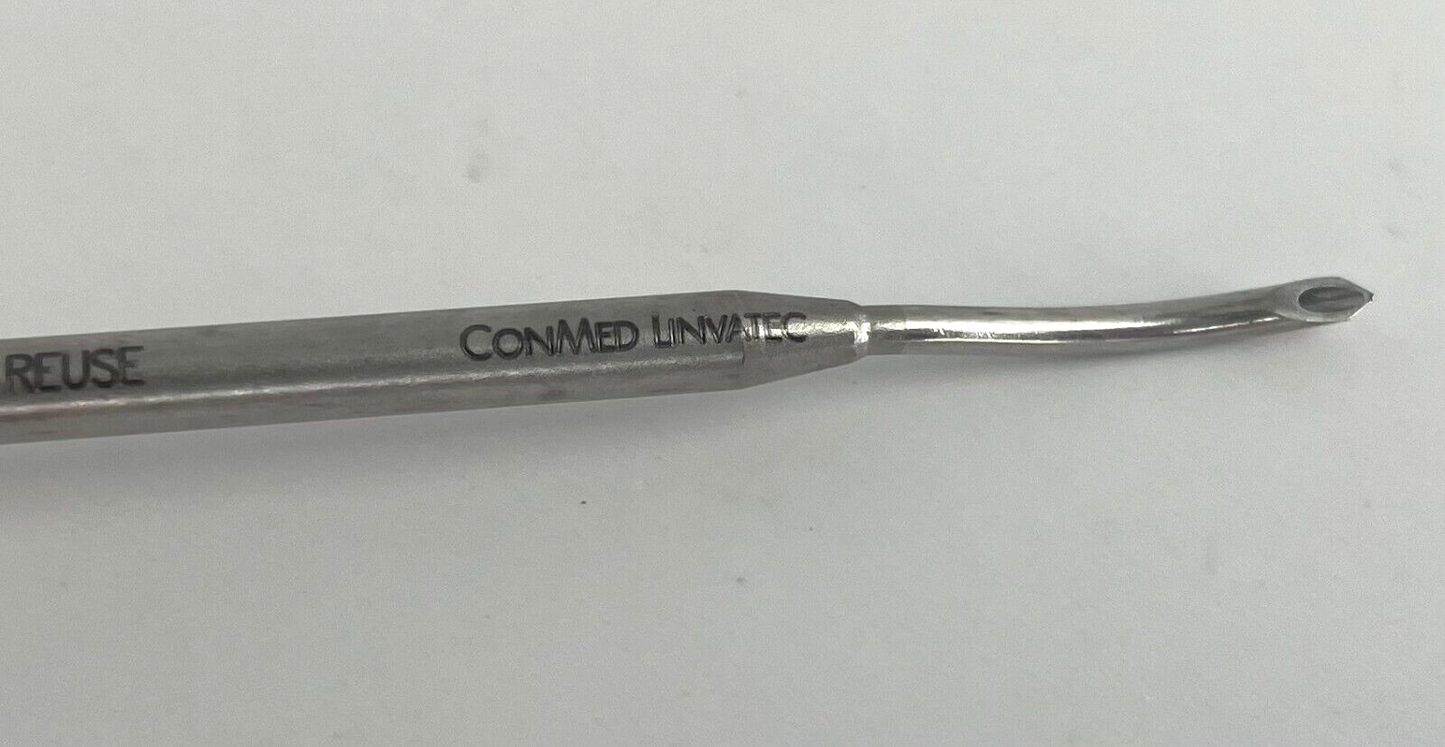 REUSE
CONMED LINVATEC